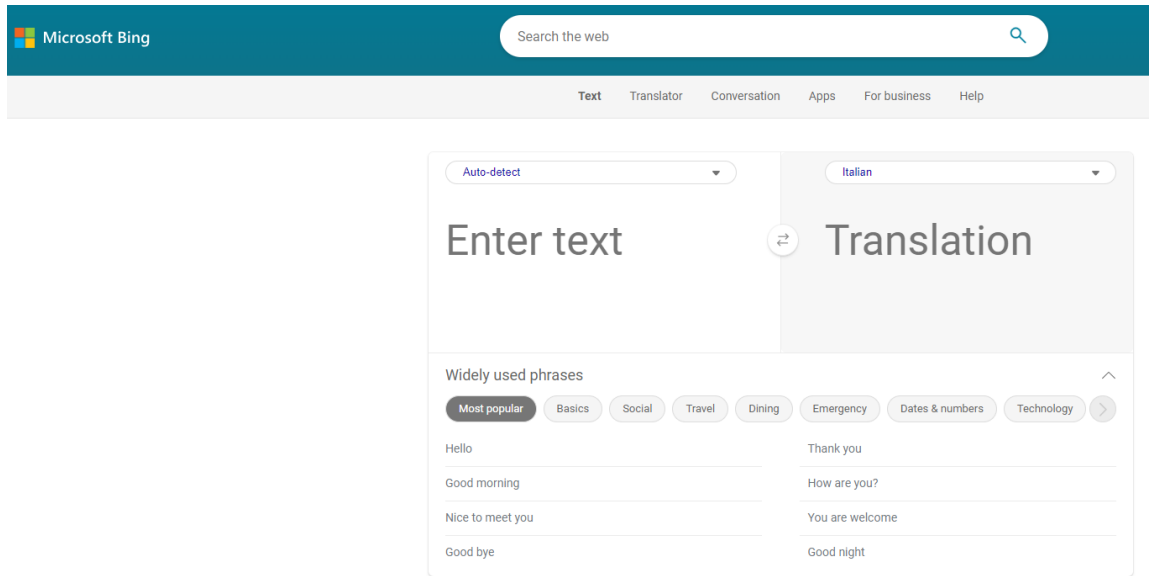 Microsoft Bing Search the web
Text Translator Conversation Apps For business Help
Auto-detect Italian
Enter text Translation
Widely used phrases
Most popular Basics Social Travel Dining Emergency Dates & numbers Technology
Hello Thank you
Good morning How are you?
Nice to meet you You are welcome
Good bye Good night